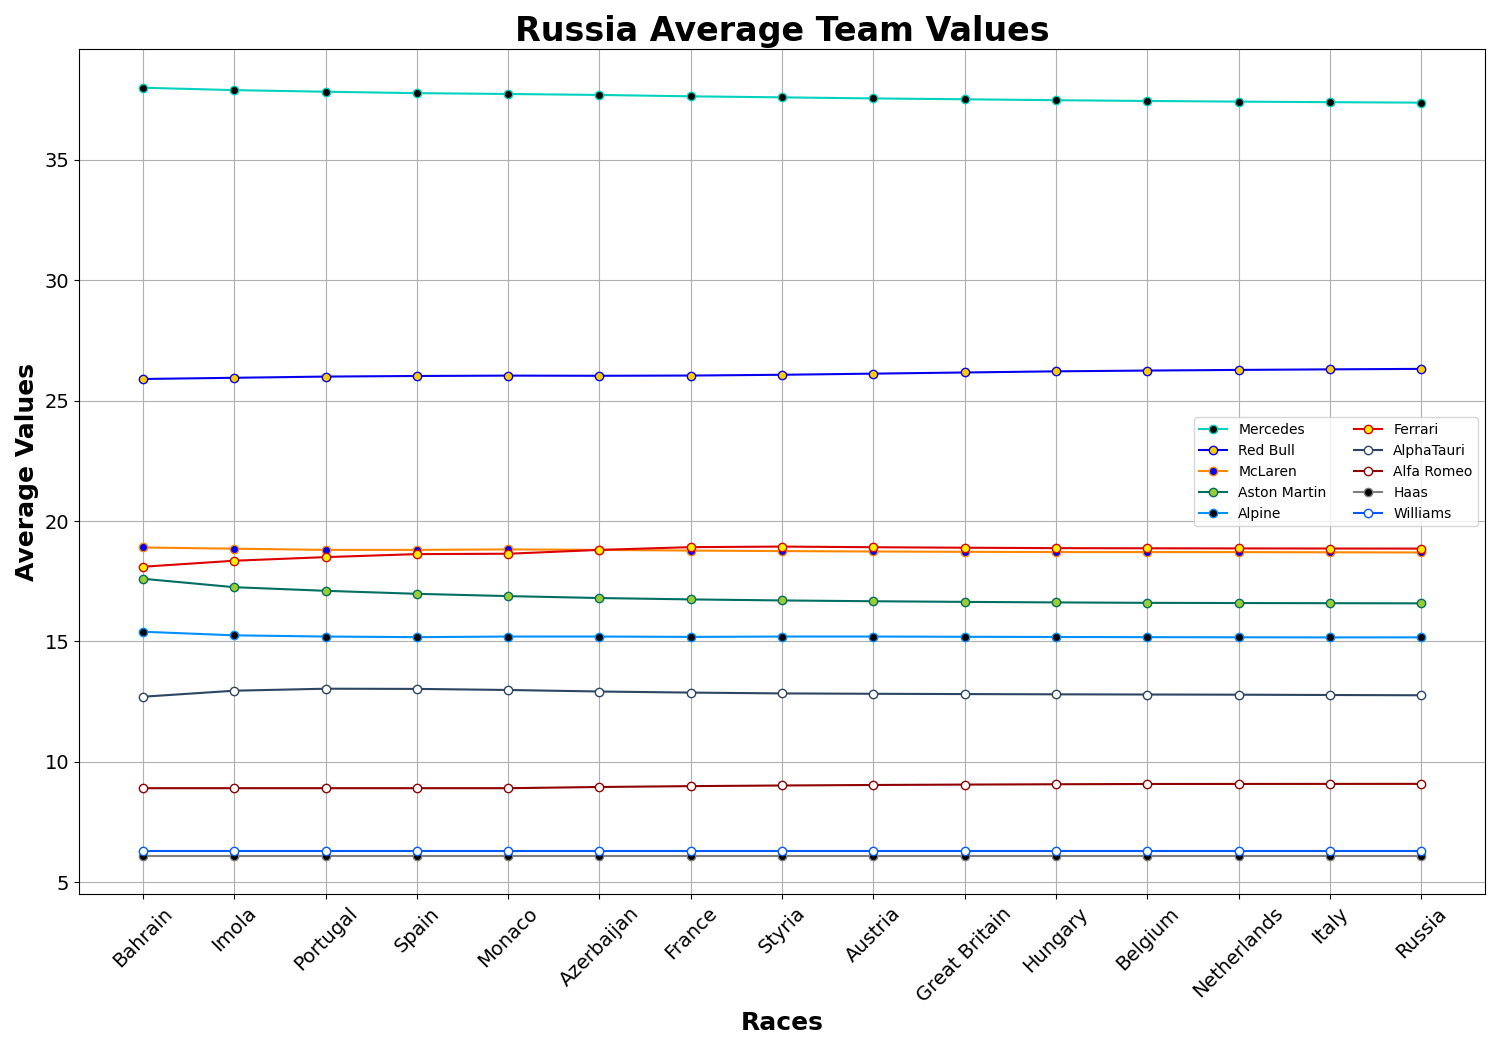 Russia Average Team Values
Average Values
35
30
25
20
15
10
5
Mercedes
Red Bull
McLaren
Aston Martin
Alpine
Ferrari
AlphaTauri
Alfa Romeo
Haas
Williams
Bahrain
Imola
Portugal
Spain
Monaco
Azerbaijan
France
Styria
Austria
Great Britain
Hungary
Belgium
Netherlands
Italy
Russia
Races